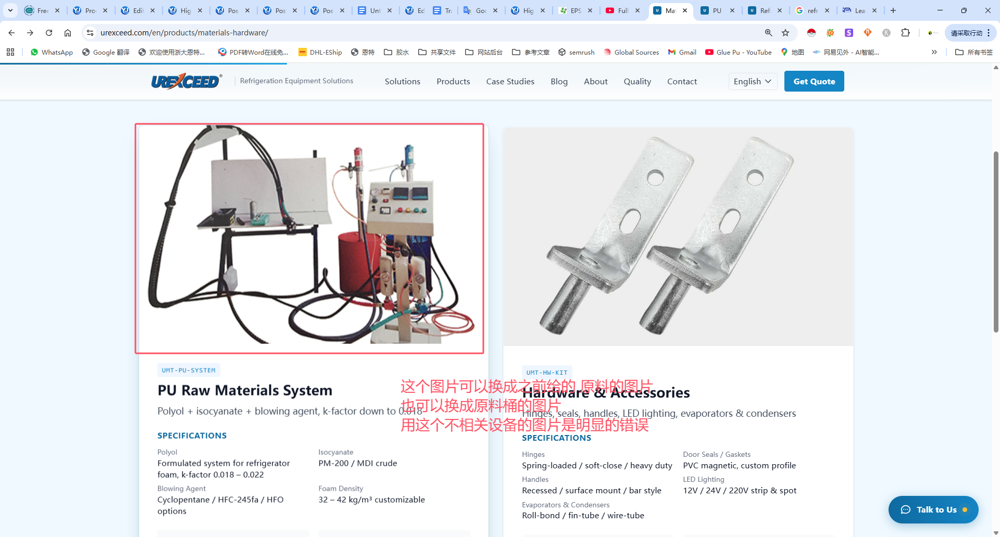 Free
Pro
Edit
Hig
Pos
Pos
Pos
Unt
Ed
Tra
Goo
Hig
EPS
Full
Ma
PU
Ref
refr
Lea
urexceed.com/en/products/materials-hardware/
请采取行动
WhatsApp
Google 翻译
欢迎使用浙大恩特...
PDF转Word在线免...
DHL-EShip
恩特
胶水
共享文件
网站后台
参考文章
semrush
Global Sources
Gmail
Glue Pu - YouTube
地图
网易见外 - AI智能...
所有书签
UREXCEED®
Refrigeration Equipment Solutions
Solutions
Products
Case Studies
Blog
About
Quality
Contact
English
Get Quote
UMT-PU-SYSTEM
PU Raw Materials System
Polyol + isocyanate + blowing agent, k-factor down to 0.018
SPECIFICATIONS
Polyol
Formulated system for refrigerator
foam, k-factor 0.018 – 0.022
Isocyanate
PM-200 / MDI crude
Blowing Agent
Cyclopentane / HFC-245fa / HFO
options
Foam Density
32 – 42 kg/m³ customizable
这个图片可以换成之前给的 原料的图片
也可以换成原料桶的图片
用这个不相关设备的图片是明显的错误
UMT-HW-KIT
Hardware & Accessories
Hinges, seals, handles, LED lighting, evaporators & condensers
SPECIFICATIONS
Hinges
Spring-loaded / soft-close / heavy duty
Door Seals / Gaskets
PVC magnetic, custom profile
Handles
Recessed / surface mount / bar style
LED Lighting
12V / 24V / 220V strip & spot
Evaporators & Condensers
Roll-bond / fin-tube / wire-tube
Talk to Us